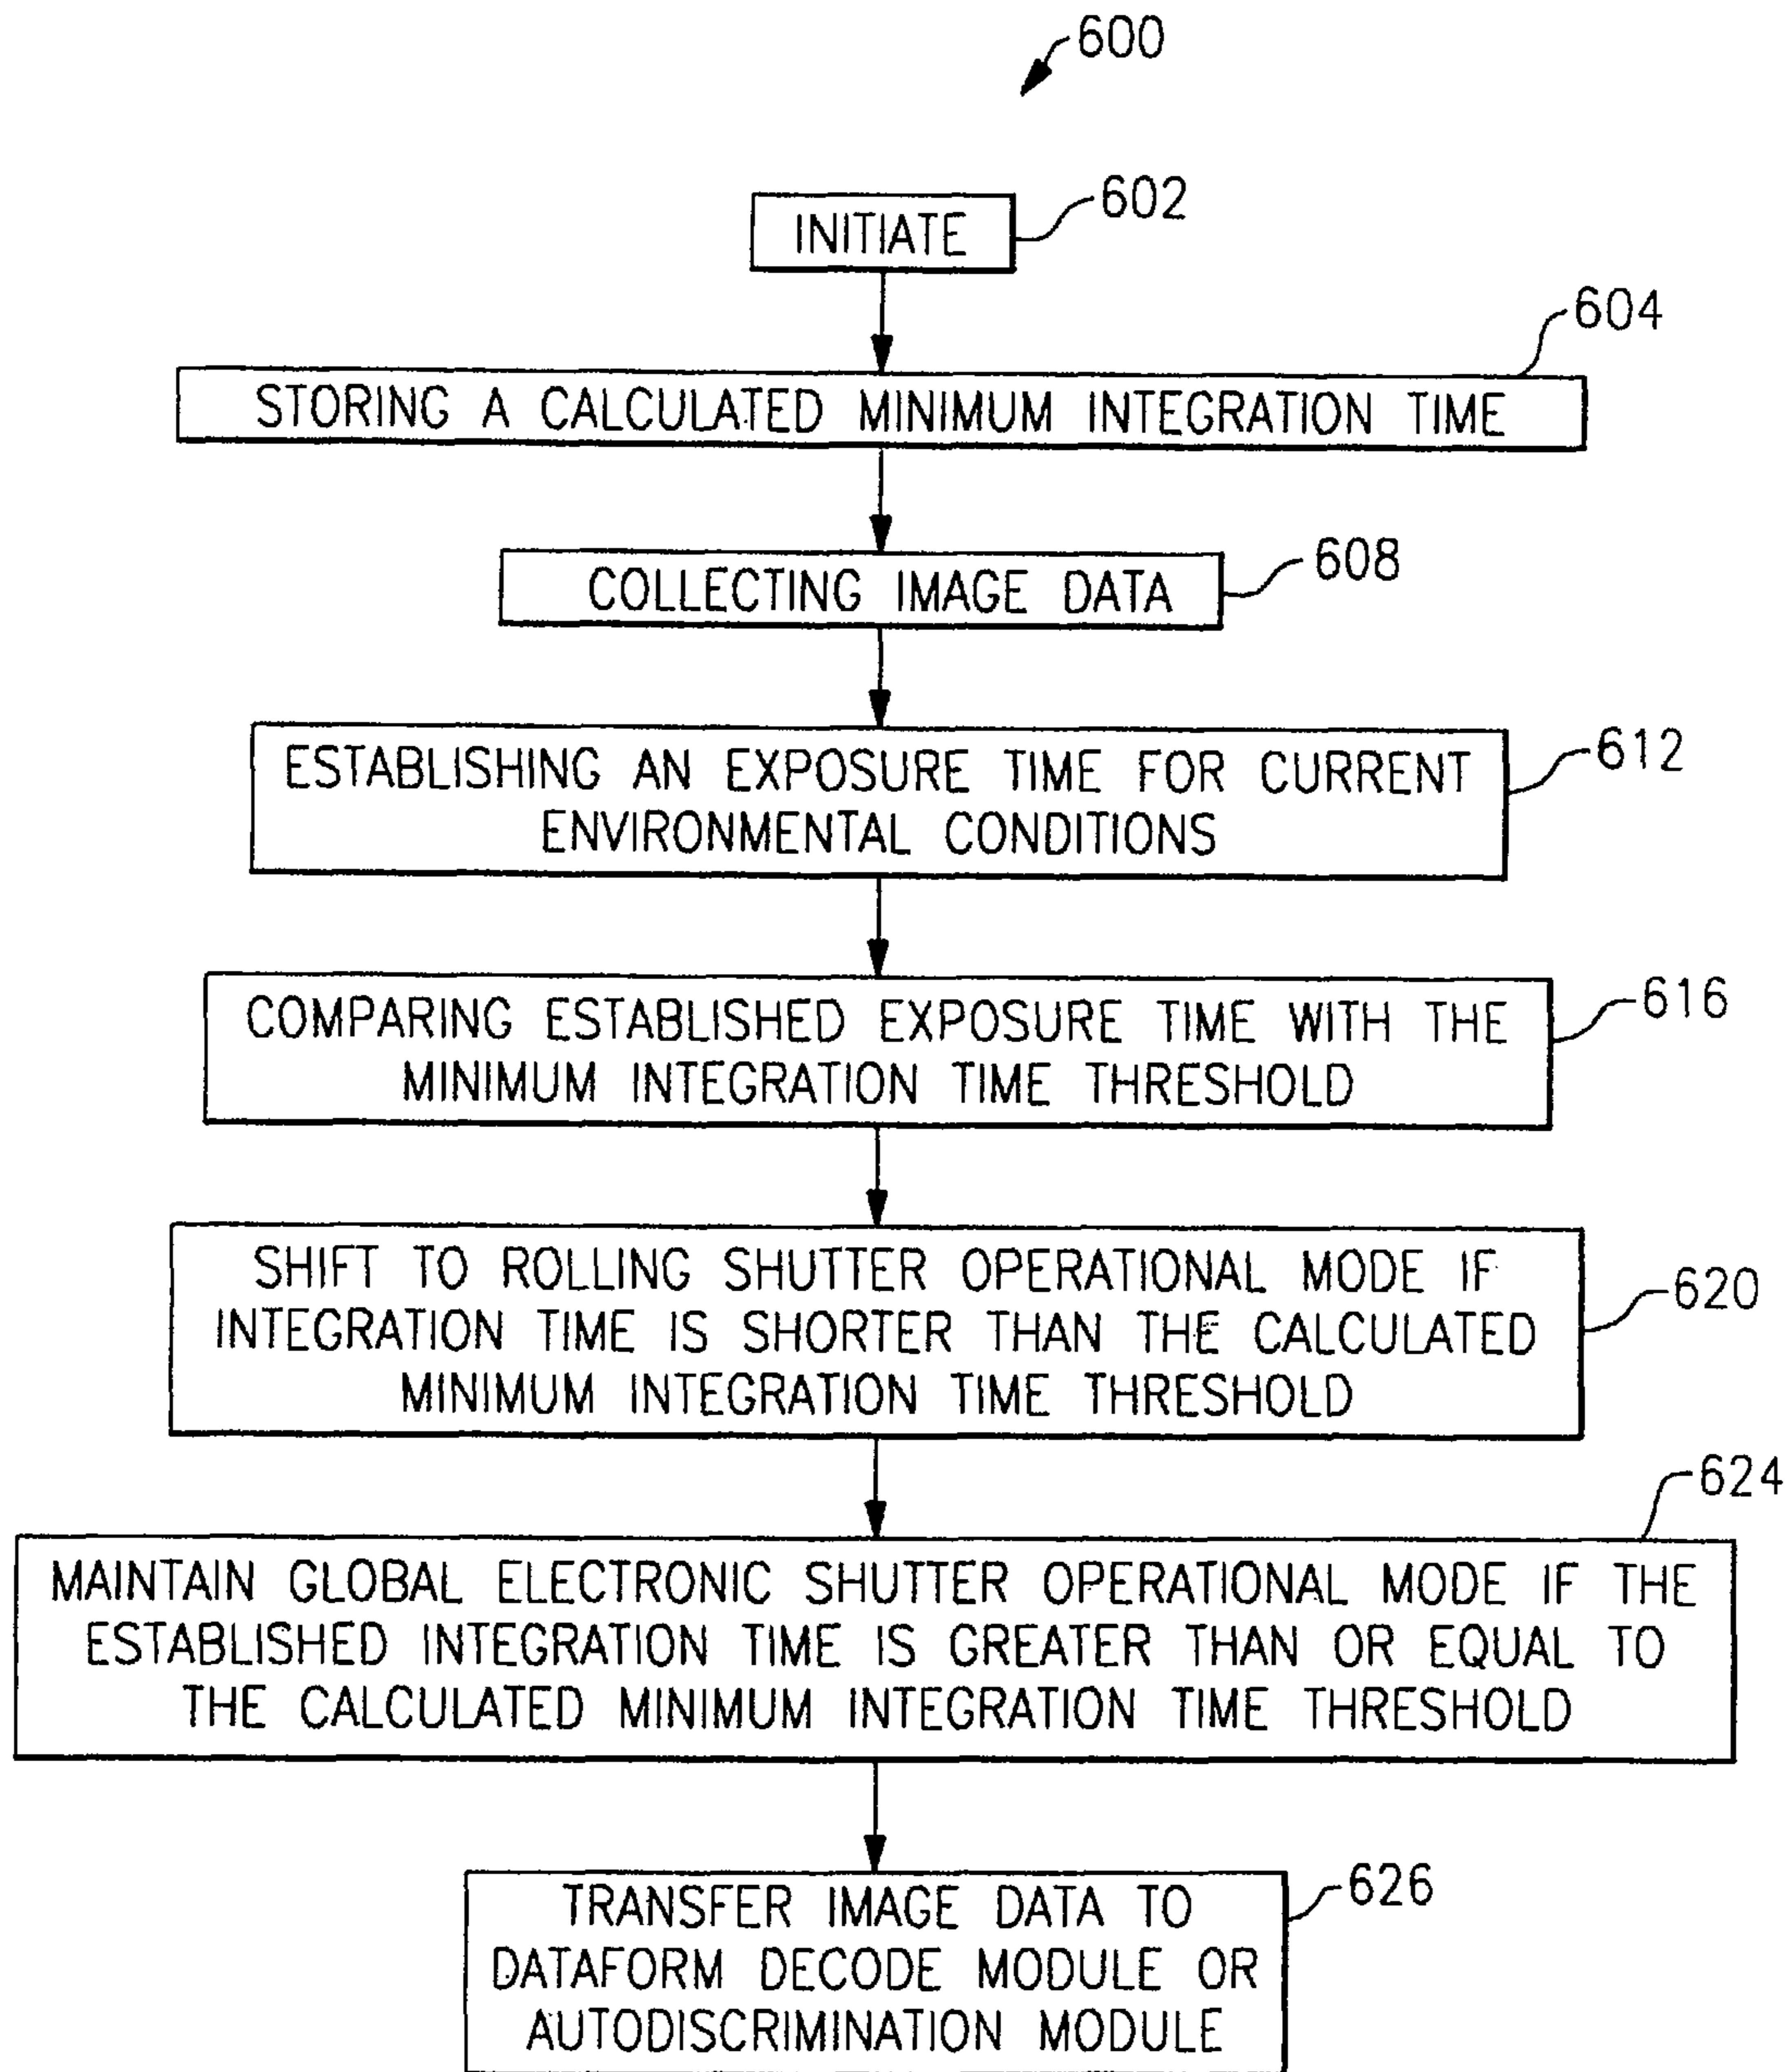 600
INITIATE
602
604
STORING A CALCULATED MINIMUM INTEGRATION TIME
COLLECTING IMAGE DATA
608
ESTABLISHING AN EXPOSURE TIME FOR CURRENT
ENVIRONMENTAL CONDITIONS
612
COMPARING ESTABLISHED EXPOSURE TIME WITH THE
MINIMUM INTEGRATION TIME THRESHOLD
616
SHIFT TO ROLLING SHUTTER OPERATIONAL MODE IF
INTEGRATION TIME IS SHORTER THAN THE CALCULATED
MINIMUM INTEGRATION TIME THRESHOLD
620
624
MAINTAIN GLOBAL ELECTRONIC SHUTTER OPERATIONAL MODE IF THE
ESTABLISHED INTEGRATION TIME IS GREATER THAN OR EQUAL TO
THE CALCULATED MINIMUM INTEGRATION TIME THRESHOLD
TRANSFER IMAGE DATA TO
DATAFORM DECODE MODULE OR
AUTODISCRIMINATION MODULE
626